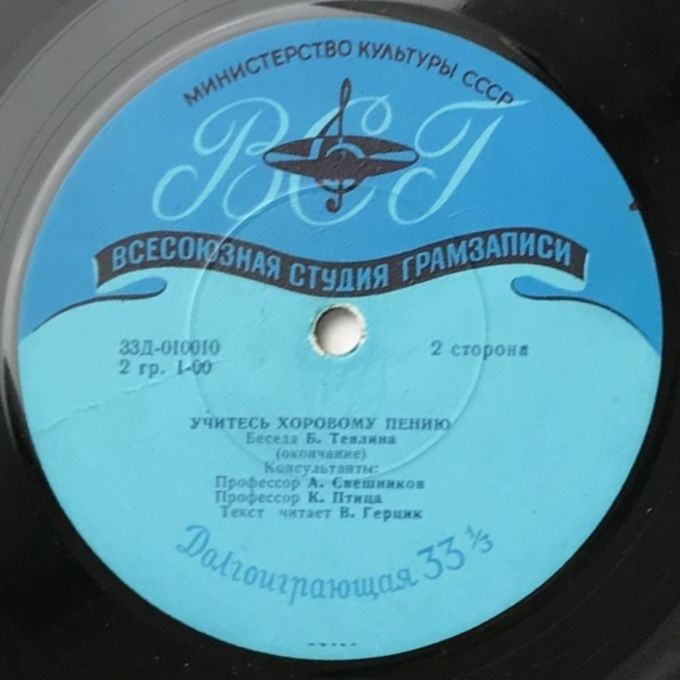 МИНИСТЕРСТВО КУЛЬТУРЫ СССР
ВСГ
ВСЕСОЮЗНАЯ СТУДИЯ ГРАМЗАПИСИ
33Д-010010
2 сторона
2 гр. 1-00
УЧИТЕСЬ ХОРОВОМУ ПЕНИЮ
Беседа Б. Тевлина
(окончание)
Консультанты:
Профессор А. Свешников
Профессор К. Птица
Текст читает В. Герцик
Долгоиграющая 33 1/3